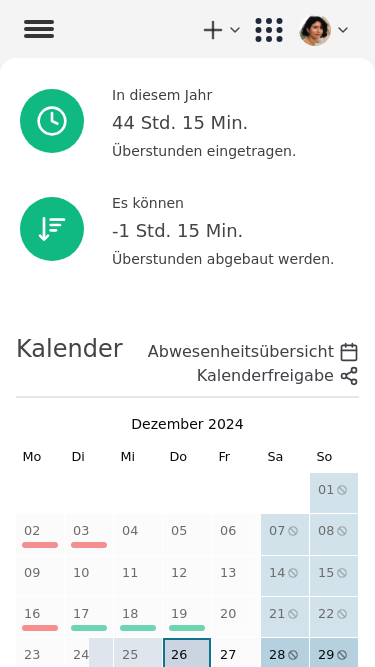 In diesem Jahr
44 Std. 15 Min.
Überstunden eingetragen.
Es können
-1 Std. 15 Min.
Überstunden abgebaut werden.
Kalender
Abwesenheitsübersicht
Kalenderfreigabe
Dezember 2024
Mo Di Mi Do Fr Sa So
01
02 03 04 05 06 07 08
09 10 11 12 13 14 15
16 17 18 19 20 21 22
23 24 25 26 27 28 29